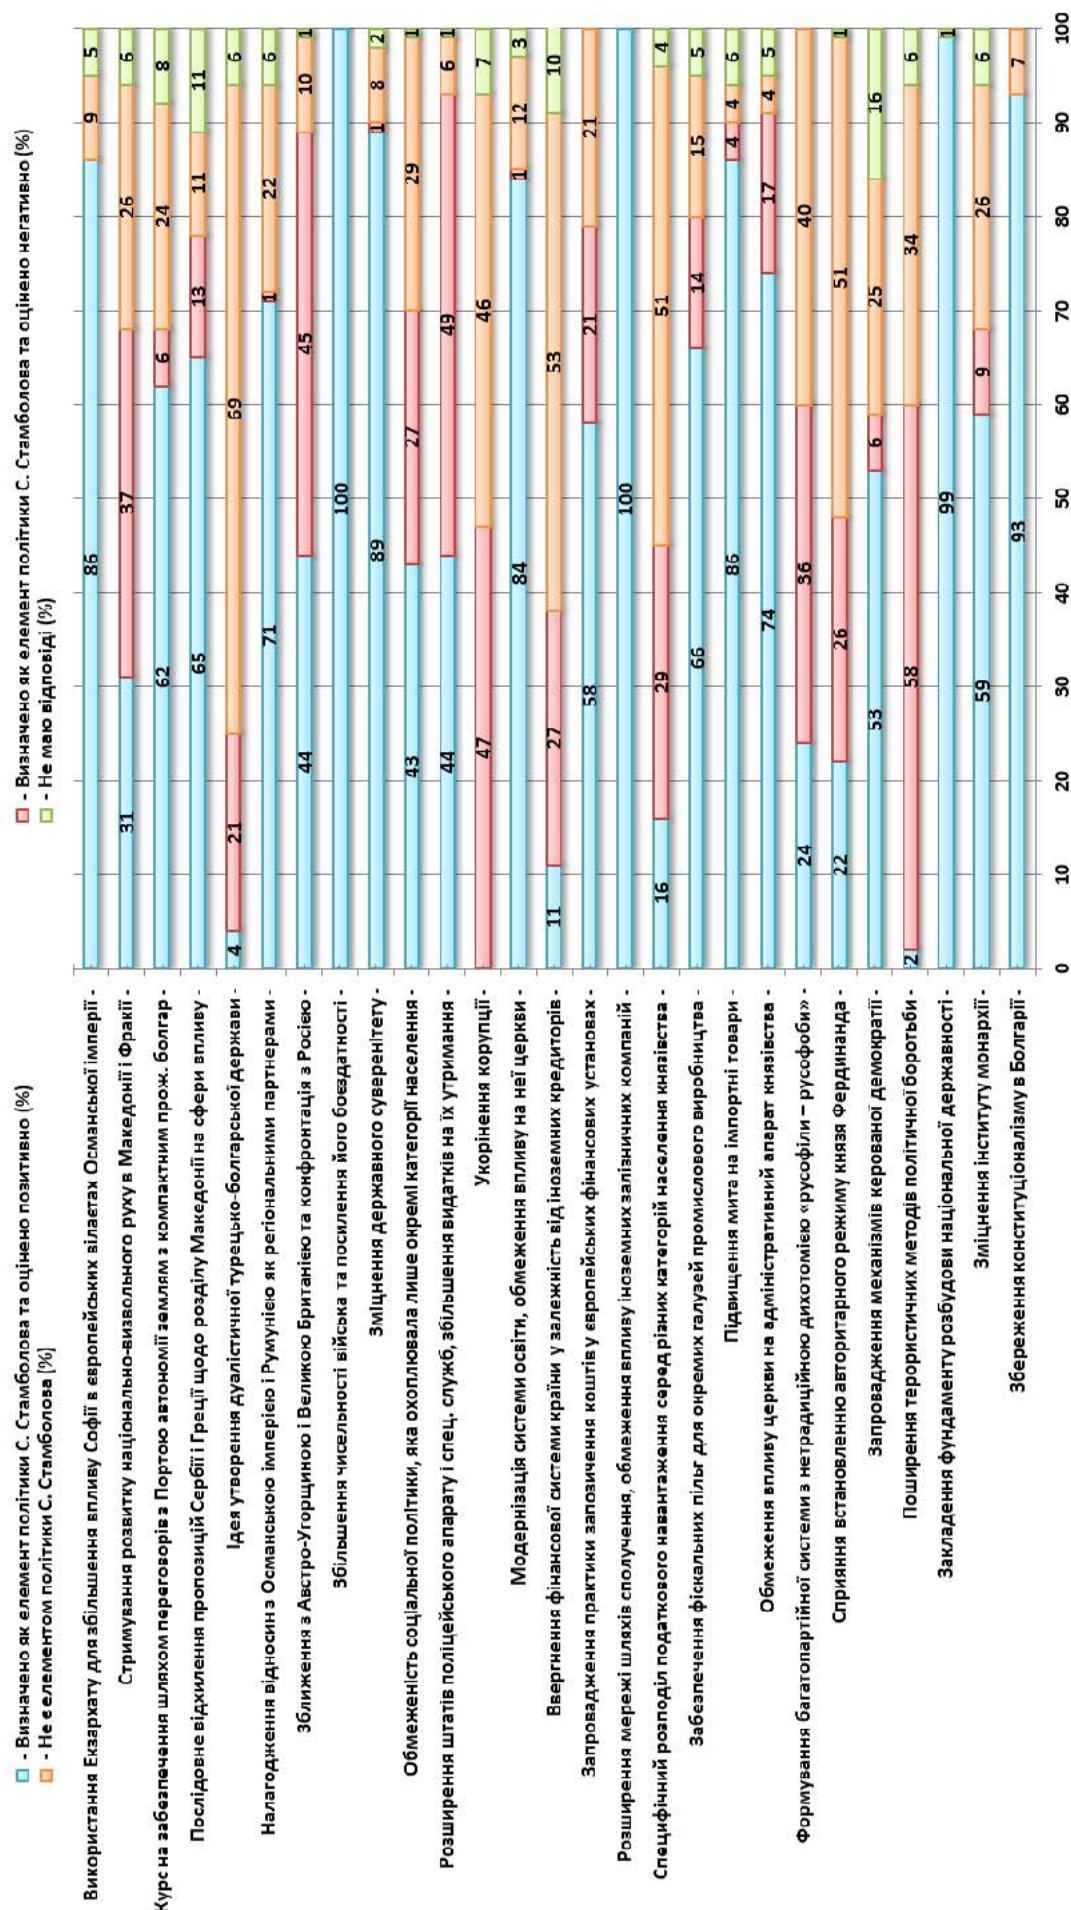 - Визначено як елемент політики С. Стамболова та оцінено позитивно (%)
- Визначено як елемент політики С. Стамболова та оцінено негативно (%)
- Не є елементом політики С. Стамболова (%)
- Не маю відповіді (%)
Використання Екзархату для збільшення впливу Софії в європейських вілаєтах Османської імперії - 86 9 5
Стримування розвитку національно-визвольного руху в Македонії і Фракії - 31 37 26 6
Курс на забезпечення шляхом переговорів з Портою автономії землям з компактним прож. болгар - 62 6 24 8
Послідовне відхилення пропозицій Сербії і Греції щодо розділу Македонії на сфери впливу - 65 13 11 11
Ідея утворення дуалістичної турецько-болгарської держави - 4 21 69 6
Налагодження відносин з Османською імперією і Румунією як регіональними партнерами - 71 1 22 6
Зближення з Австро-Угорщиною і Великою Британією та конфронтація з Росією - 44 45 10 1
Збільшення чисельності війська та посилення його боєздатності - 100
Зміцнення державного суверенітету - 89 1 8 2
Обмеженість соціальної політики, яка охоплювала лише окремі категорії населення - 43 27 29 1
Розширення штатів поліцейського апарату і спец. служб, збільшення видатків на їх утримання - 44 49 6 1
Укорінення корупції - 47 46 7
Модернізація системи освіти, обмеження впливу на неї церкви - 84 1 12 3
Ввергнення фінансової системи країни у залежність від іноземних кредиторів - 11 27 53 10
Запровадження практики запозичення коштів у європейських фінансових установах - 58 21 21
Розширення мережі шляхів сполучення, обмеження впливу іноземних залізничних компаній - 100
Специфічний розподіл податкового навантаження серед різних категорій населення князівства - 16 29 51 4
Забезпечення фіскальних пільг для окремих галузей промислового виробництва - 66 14 15 5
Підвищення мита на імпортні товари - 86 4 4 6
Обмеження впливу церкви на адміністративний апарат князівства - 74 17 4 5
Формування багатопартійної системи з нетрадиційною дихотомією «русофіли – русофоби» - 24 36 40
Сприяння встановленню авторитарного режиму князя Фердинанда - 22 26 51 1
Запровадження механізмів керованої демократії - 53 6 25 16
Поширення терористичних методів політичної боротьби - 2 58 34 6
Закладення фундаменту розбудови національної державності - 99 1
Зміцнення інституту монархії - 59 9 26 6
Збереження конституціоналізму в Болгарії - 93 7
0 10 20 30 40 50 60 70 80 90 100